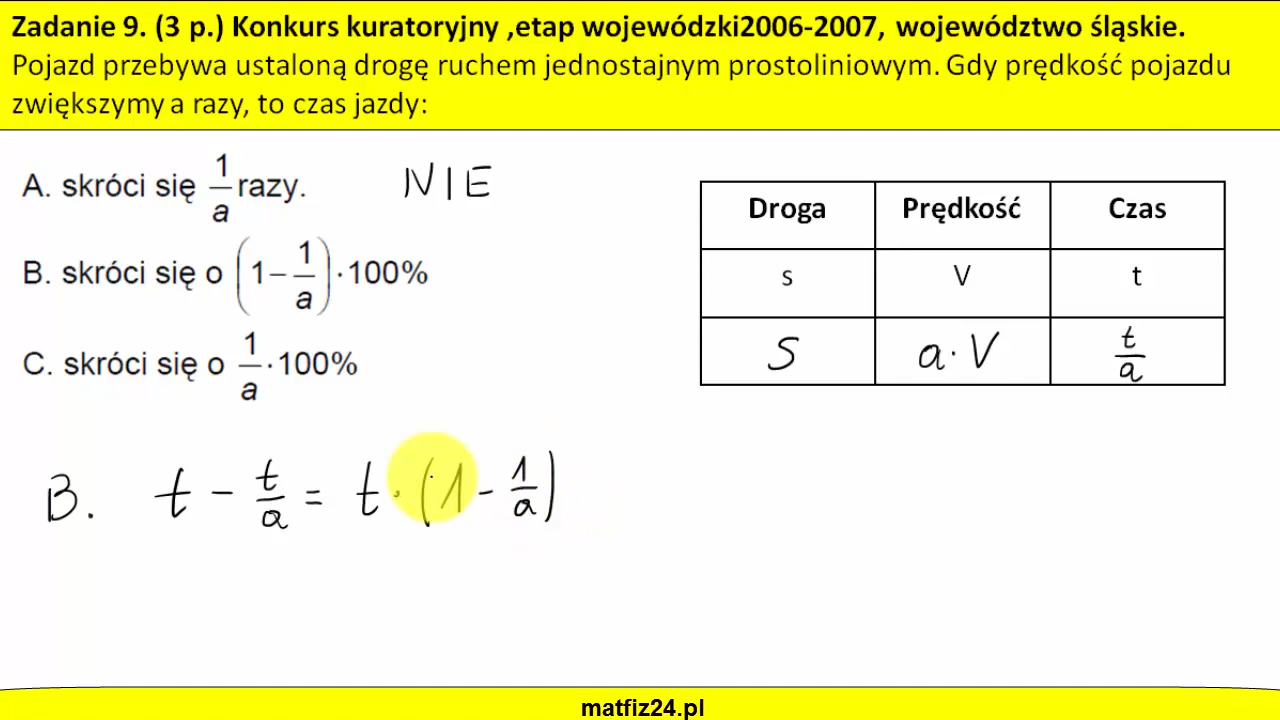 Zadanie 9. (3 p.) Konkurs kuratoryjny ,etap wojewódzki2006-2007, województwo śląskie.
Pojazd przebywa ustaloną drogę ruchem jednostajnym prostoliniowym. Gdy prędkość pojazdu
zwiększymy a razy, to czas jazdy:
A. skróci się 1/a razy. NIE
B. skróci się o (1−1/a)·100%
C. skróci się o 1/a·100%
Droga Prędkość Czas
s V t
S a·V t/a
B. t − t/a = t·(1 − 1/a)
matfiz24.pl